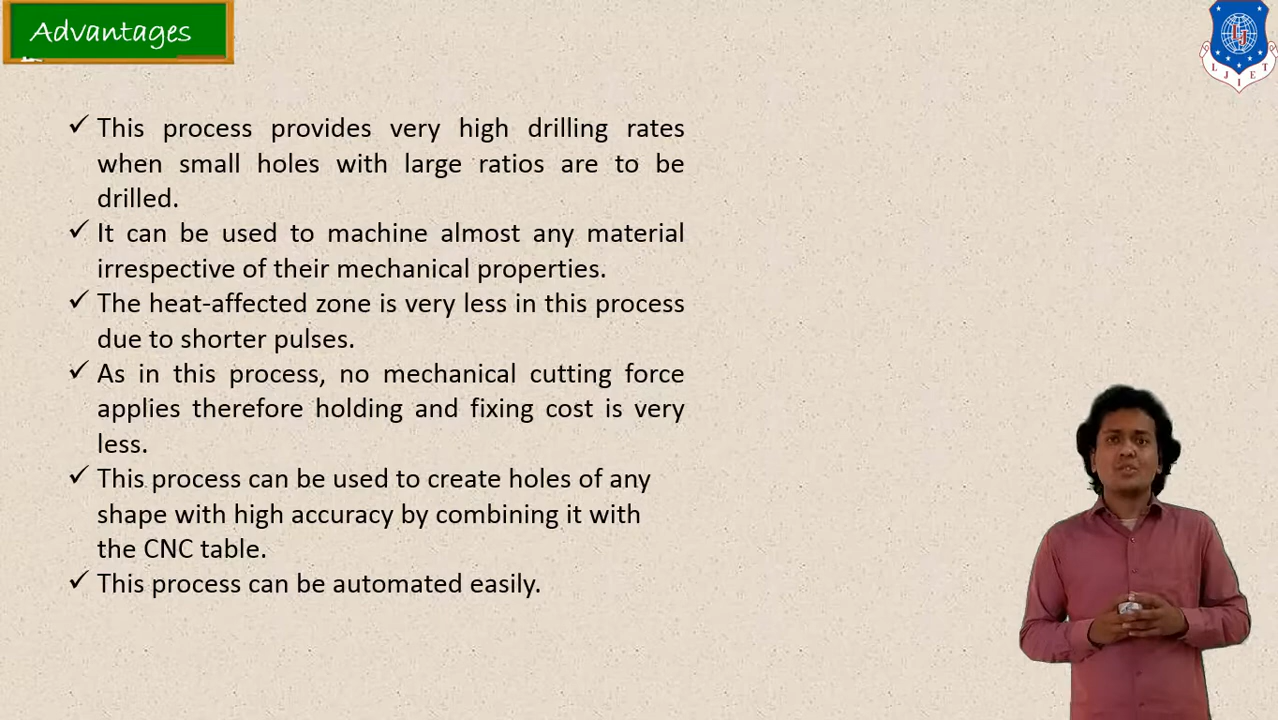 Advantages
LJIET
✓ This process provides very high drilling rates
when small holes with large ratios are to be
drilled.
✓ It can be used to machine almost any material
irrespective of their mechanical properties.
✓ The heat-affected zone is very less in this process
due to shorter pulses.
✓ As in this process, no mechanical cutting force
applies therefore holding and fixing cost is very
less.
✓ This process can be used to create holes of any
shape with high accuracy by combining it with
the CNC table.
✓ This process can be automated easily.